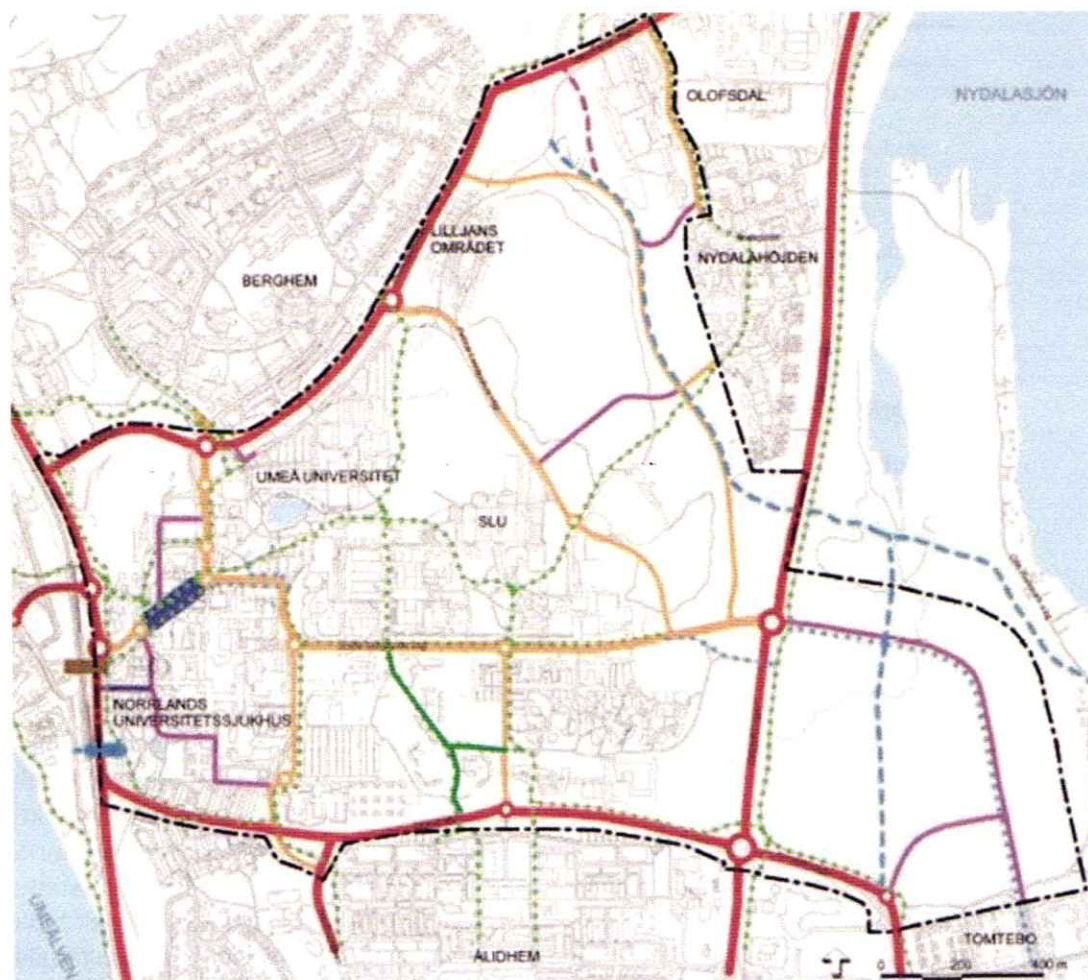 OLOFSDAL
NYDALASJÖN
LILLJANS
OMRÅDET
NYDALAHÖJDEN
BERGHEM
UMEÅ UNIVERSITET
SLU
NORRLANDS
UNIVERSITETSSJUKHUS
UMEÄLVEN
ÅLIDHEM
TOMTEBO
0 200 400 m